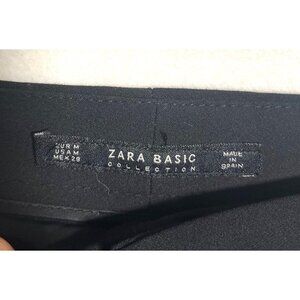 EUR M
USA M
MEX 28
ZARA BASIC
COLLECTION
MADE
IN
SPAIN